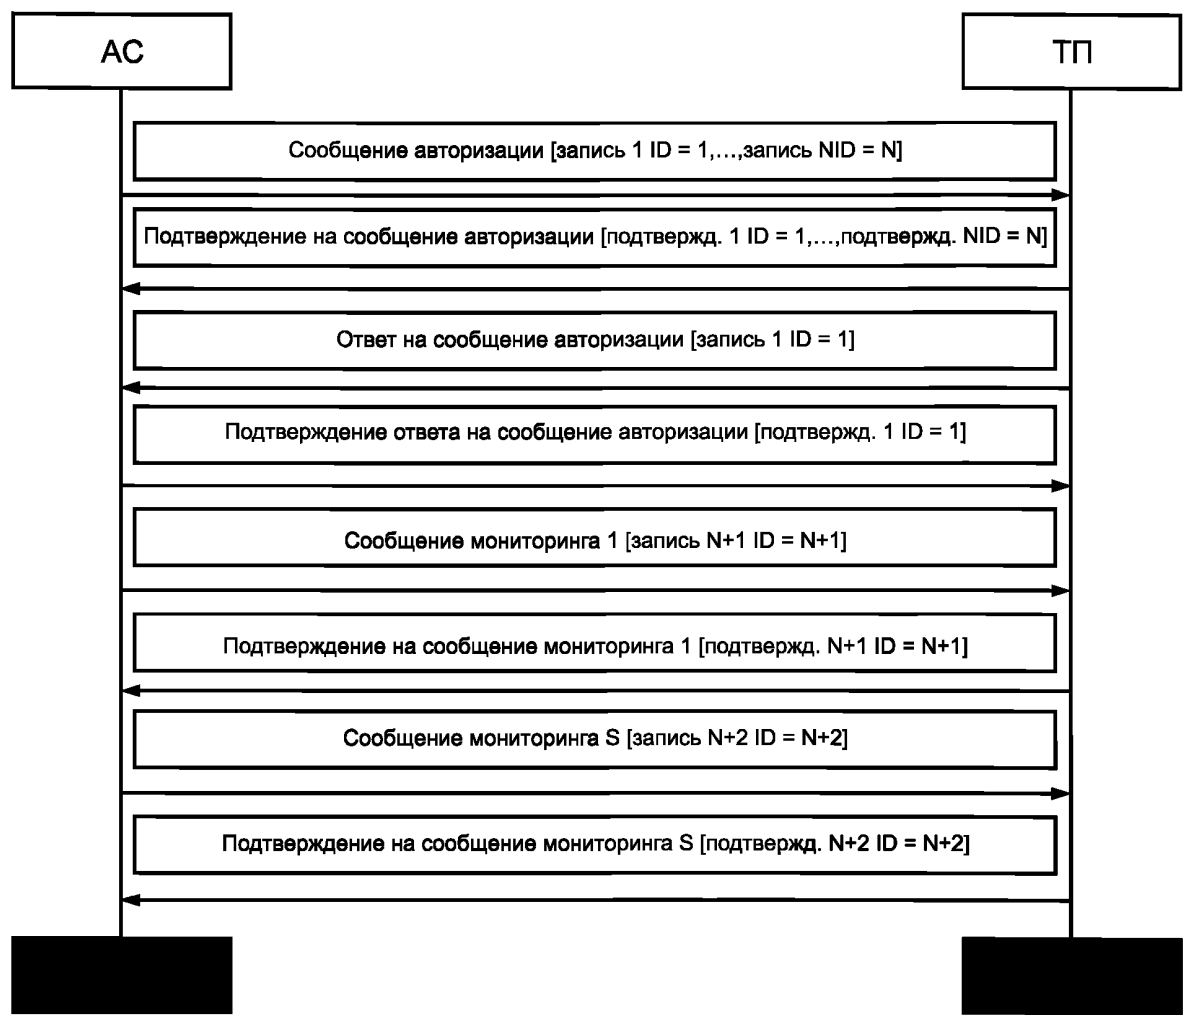 АС
ТП
Сообщение авторизации [запись 1 ID = 1,...,запись NID = N]
Подтверждение на сообщение авторизации [подтвержд. 1 ID = 1,...,подтвержд. NID = N]
Ответ на сообщение авторизации [запись 1 ID = 1]
Подтверждение ответа на сообщение авторизации [подтвержд. 1 ID = 1]
Сообщение мониторинга 1 [запись N+1 ID = N+1]
Подтверждение на сообщение мониторинга 1 [подтвержд. N+1 ID = N+1]
Сообщение мониторинга S [запись N+2 ID = N+2]
Подтверждение на сообщение мониторинга S [подтвержд. N+2 ID = N+2]